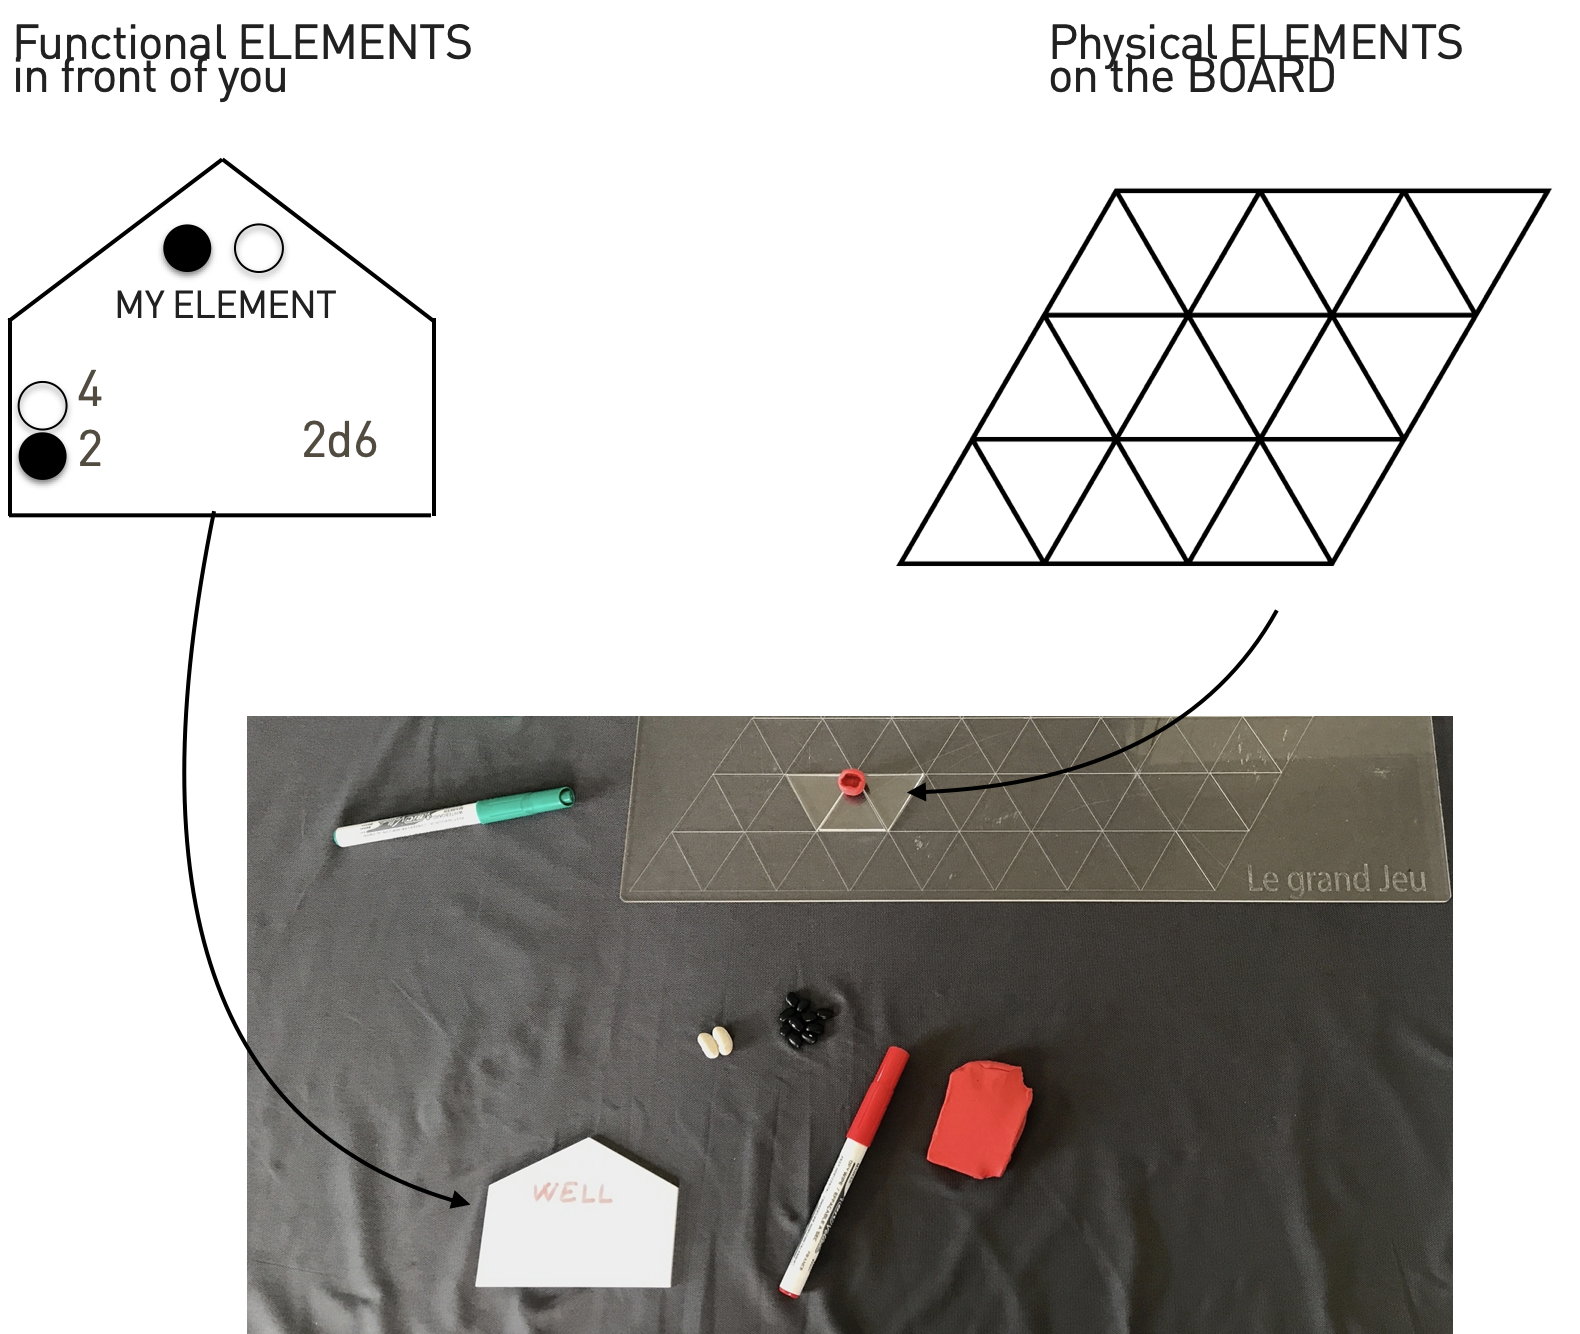 Functional ELEMENTS
in front of you
Physical ELEMENTS
on the BOARD
MY ELEMENT
4
2
2d6
Le grand Jeu
WELL